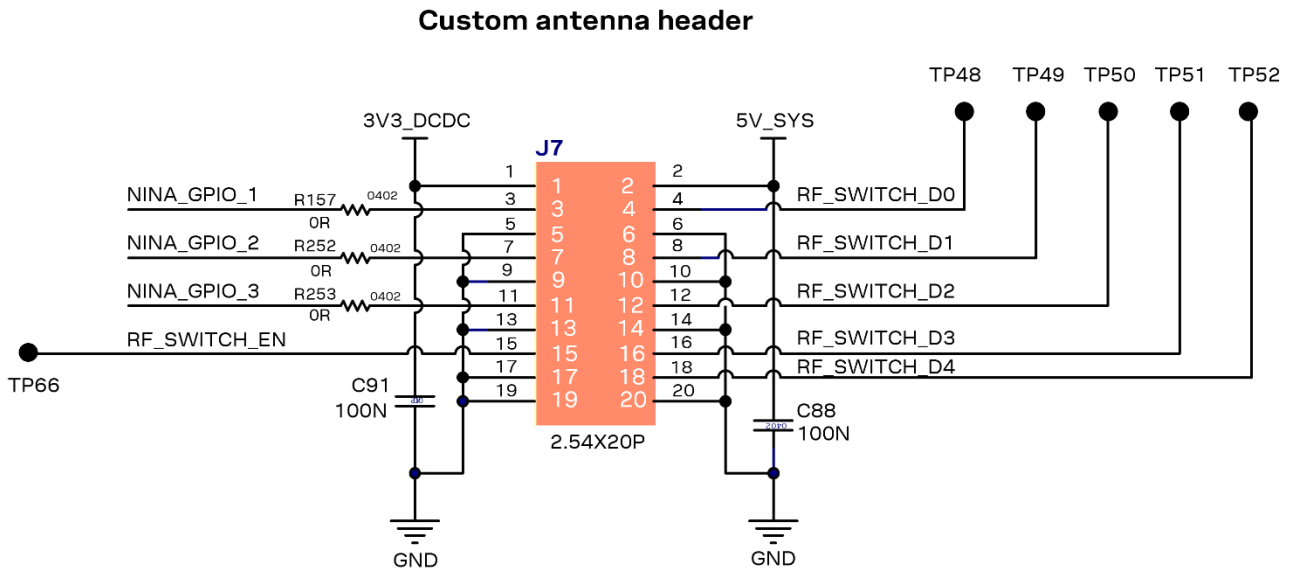 Custom antenna header
TP48 TP49 TP50 TP51 TP52
3V3_DCDC 5V_SYS
J7
1 1 2 2
NINA_GPIO_1 R157 0402 3 3 4 4 RF_SWITCH_D0
0R
5 5 6 6
NINA_GPIO_2 R252 7 7 8 8 RF_SWITCH_D1
0R
9 9 10 10
NINA_GPIO_3 R253 0402 11 11 12 12 RF_SWITCH_D2
0R
13 13 14 14
RF_SWITCH_EN 15 15 16 16 RF_SWITCH_D3
TP66
17 17 18 18 RF_SWITCH_D4
C91 19 19 20 20
100N
C88
0402 100N
2.54X20P
GND GND